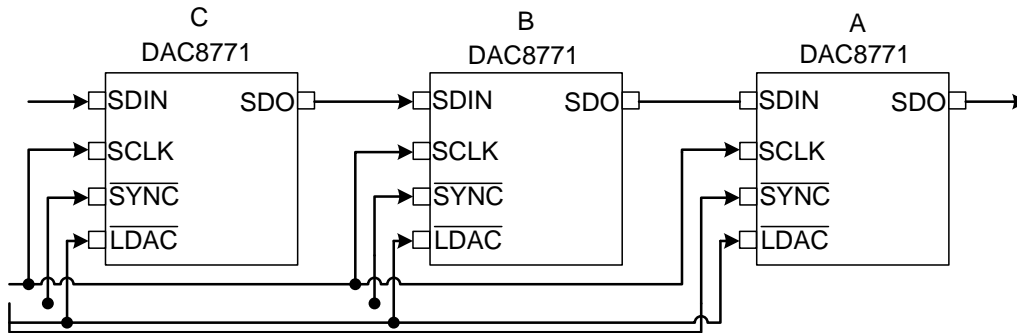 C
DAC8771
SDIN
SDO
SCLK
SYNC
LDAC
B
DAC8771
SDIN
SDO
SCLK
SYNC
LDAC
A
DAC8771
SDIN
SDO
SCLK
SYNC
LDAC